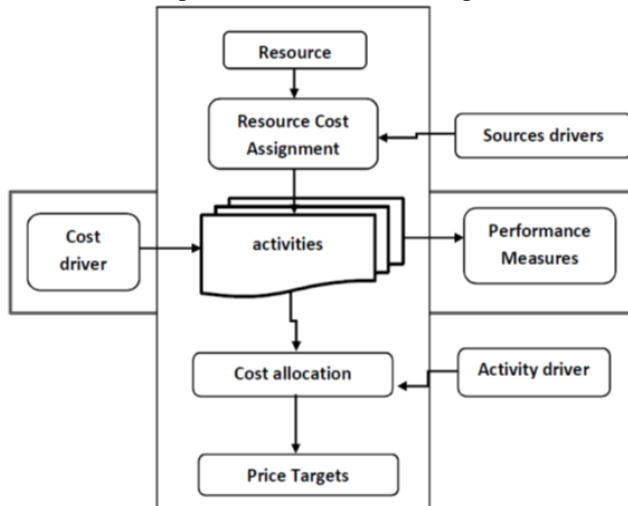 Resource
Resource Cost
Assignment
Sources drivers
Cost
driver
activities
Performance
Measures
Cost allocation
Activity driver
Price Targets